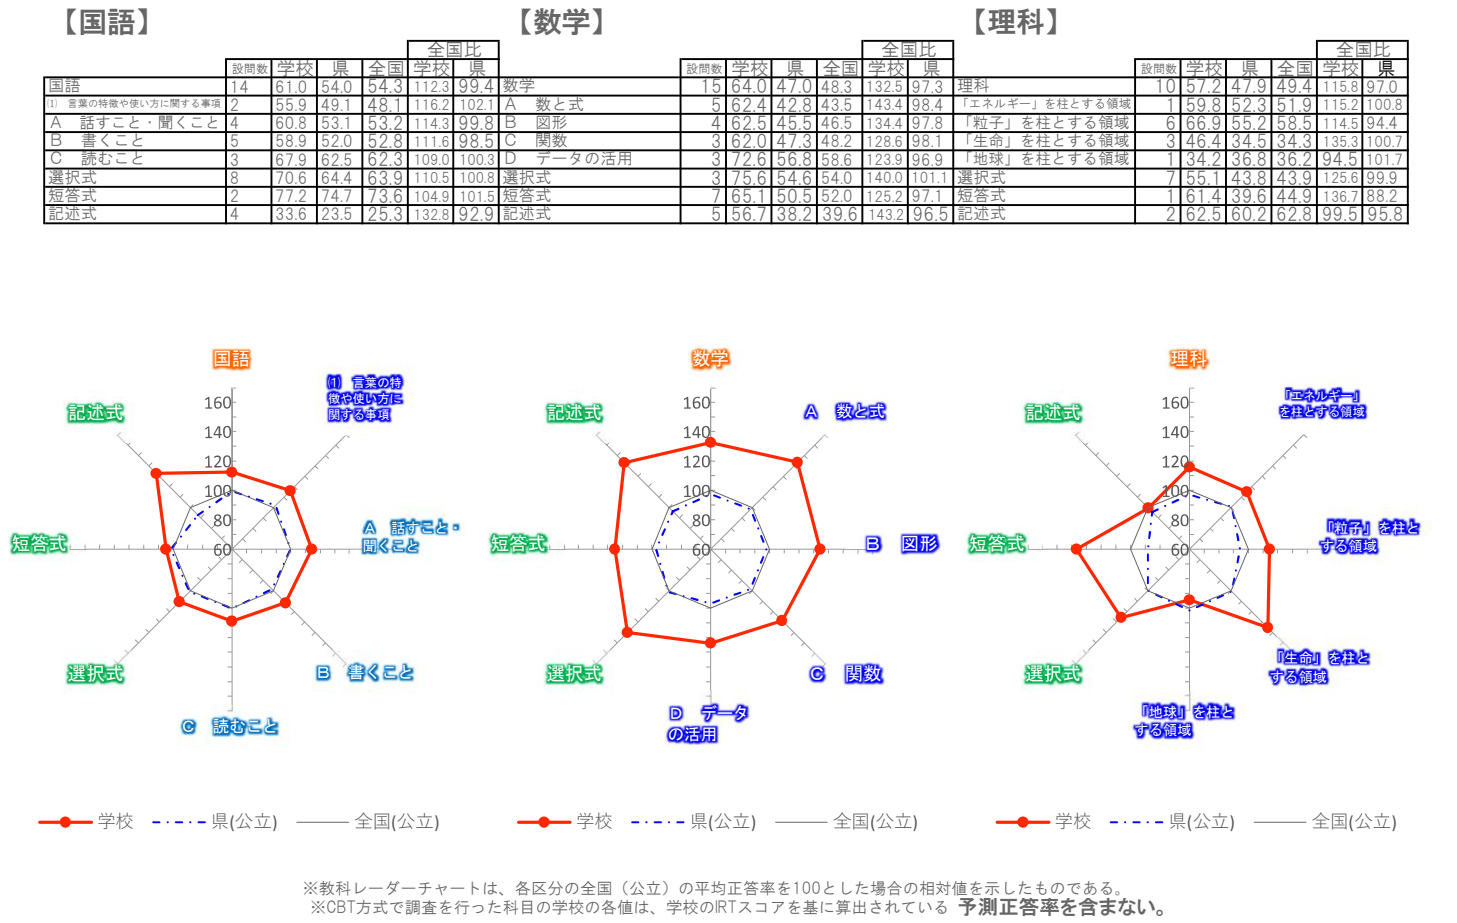 【国語】
【数学】
【理科】
全国比
設問数 学校 県 全国 学校 県
国語 14 61.0 54.0 54.3 112.3 99.4
⑴ 言葉の特徴や使い方に関する事項 2 55.9 49.1 48.1 116.2 102.1
A 話すこと・聞くこと 4 60.8 53.1 53.2 114.3 99.8
B 書くこと 5 58.9 52.0 52.8 111.6 98.5
C 読むこと 3 67.9 62.5 62.3 109.0 100.3
選択式 8 70.6 64.4 63.9 110.5 100.8
短答式 2 77.2 74.7 73.6 104.9 101.5
記述式 4 33.6 23.5 25.3 132.8 92.9
全国比
設問数 学校 県 全国 学校 県
数学 15 64.0 47.0 48.3 132.5 97.3
A 数と式 5 62.4 42.8 43.5 143.4 98.4
B 図形 4 62.5 45.5 46.5 134.4 97.8
C 関数 3 62.0 47.3 48.2 128.6 98.1
D データの活用 3 72.6 56.8 58.6 123.9 96.9
選択式 3 75.6 54.6 54.0 140.0 101.1
短答式 7 65.1 50.5 52.0 125.2 97.1
記述式 5 56.7 38.2 39.6 143.2 96.5
全国比
設問数 学校 県 全国 学校 県
理科 10 57.2 47.9 49.4 115.8 97.0
「エネルギー」を柱とする領域 1 59.8 52.3 51.9 115.2 100.8
「粒子」を柱とする領域 6 66.9 55.2 58.5 114.5 94.4
「生命」を柱とする領域 3 46.4 34.5 34.3 135.3 100.7
「地球」を柱とする領域 1 34.2 36.8 36.2 94.5 101.7
選択式 7 55.1 43.8 43.9 125.6 99.9
短答式 1 61.4 39.6 44.9 136.7 88.2
記述式 2 62.5 60.2 62.8 99.5 95.8
国語
⑴ 言葉の特
徴や使い方に
関する事項
A 話すこと・
聞くこと
B 書くこと
C 読むこと
選択式
短答式
記述式
160
140
120
100
80
60
学校 県(公立) 全国(公立)
数学
A 数と式
B 図形
C 関数
D データ
の活用
選択式
短答式
記述式
160
140
120
100
80
60
学校 県(公立) 全国(公立)
理科
「エネルギー」
を柱とする領域
「粒子」を柱と
する領域
「生命」を柱と
する領域
「地球」を柱と
する領域
選択式
短答式
記述式
160
140
120
100
80
60
学校 県(公立) 全国(公立)
※教科レーダーチャートは、各区分の全国（公立）の平均正答率を100とした場合の相対値を示したものである。
※CBT方式で調査を行った科目の学校の各値は、学校のIRTスコアを基に算出されている 予測正答率を含まない。